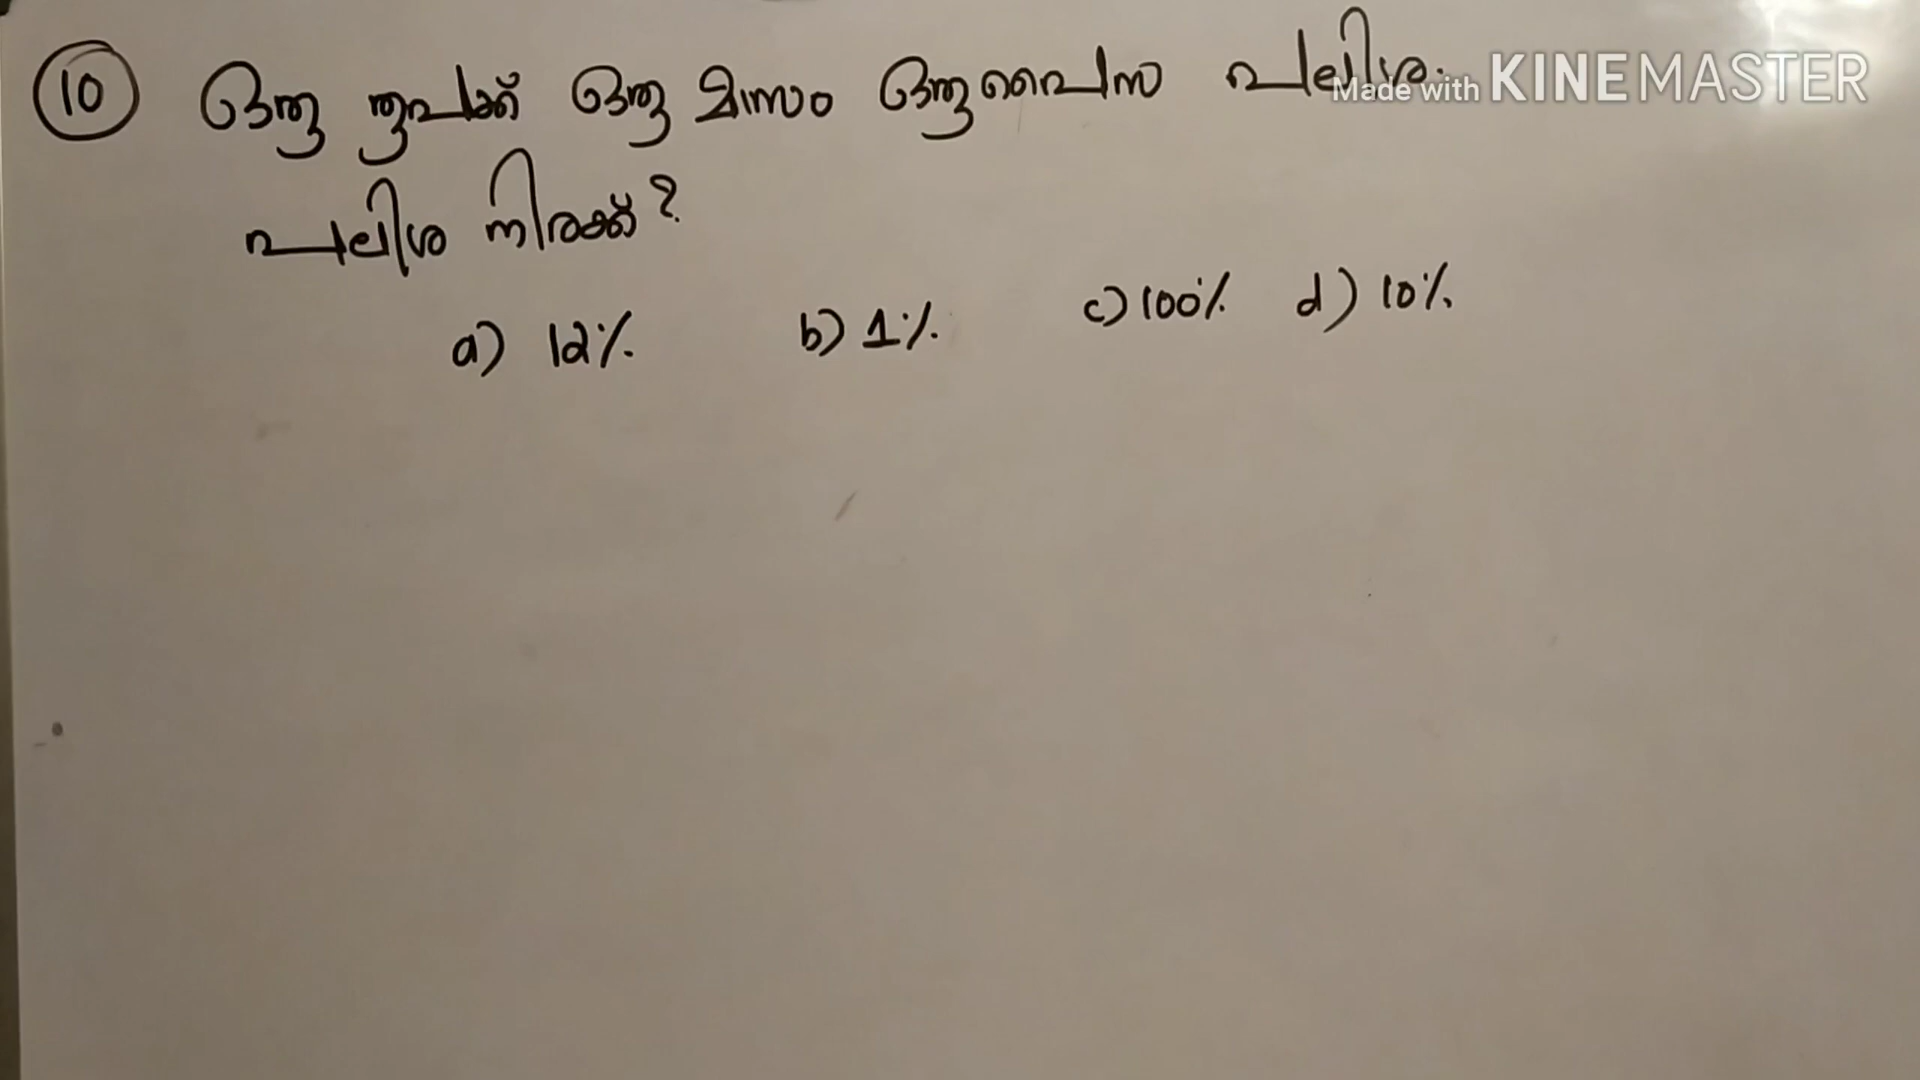 10 ഒരു രൂപക്ക് ഒരു മാസം ഒരു പൈസ പലിശ.
പലിശ നിരക്ക്?
a) 12% b) 1% c) 100% d) 10%
Made with KINEMASTER